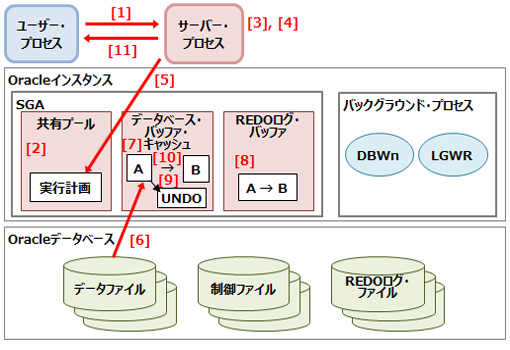 ユーザー・
プロセス
[1]
[11]
サーバー・
プロセス
[3], [4]
Oracleインスタンス
[5]
SGA
共有プール
[2]
実行計画
データベース・
バッファ・
キャッシュ
[7]
[10]
A
→
B
[9]
UNDO
REDOログ・
バッファ
[8]
A → B
バックグラウンド・プロセス
DBWn
LGWR
Oracleデータベース
[6]
データファイル
制御ファイル
REDOログ・
ファイル